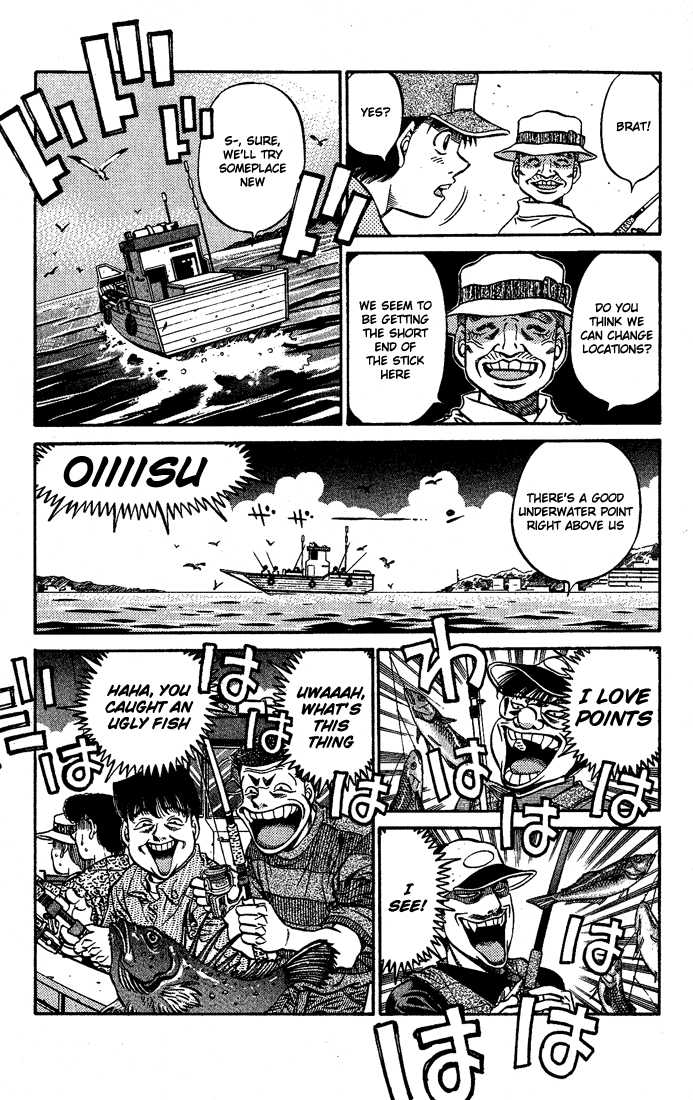 BRAT!
YES?
DO YOU
THINK WE
CAN CHANGE
LOCATIONS?
WE SEEM TO
BE GETTING
THE SHORT
END OF
THE STICK
HERE
S-, SURE,
WE'LL TRY
SOMEPLACE
NEW
ドドドドド
THERE'S A GOOD
UNDERWATER POINT
RIGHT ABOVE US
OIIIISU
I LOVE
POINTS
わはは
I
SEE!
はははは
UWAAAH,
WHAT'S
THIS
THING
HAHA, YOU
CAUGHT AN
UGLY FISH
はははは